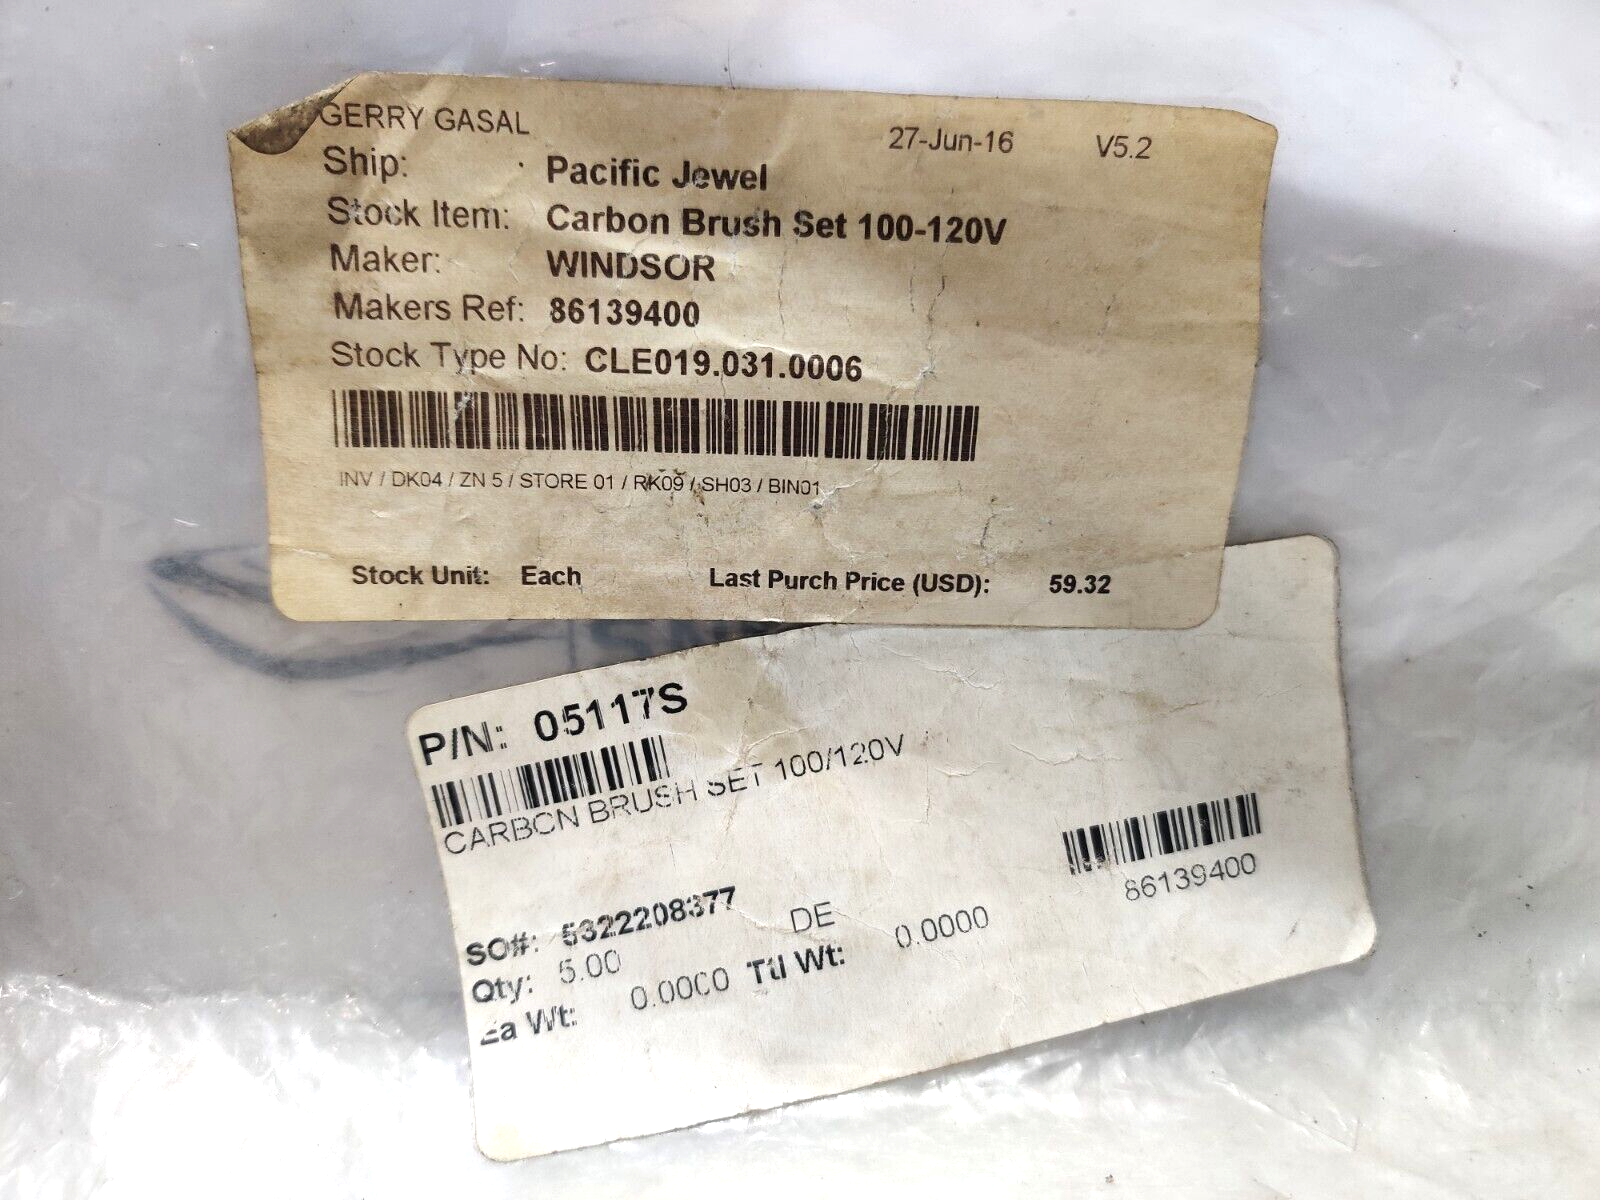 GERRY GASAL 27-Jun-16 V5.2
Ship: Pacific Jewel
Stock Item: Carbon Brush Set 100-120V
Maker: WINDSOR
Makers Ref: 86139400
Stock Type No: CLE019.031.0006
INV / DK04 / ZN 5 / STORE 01 / RK09 / SH03 / BIN01
Stock Unit: Each Last Purch Price (USD): 59.32
P/N: 05117S
CARBON BRUSH SET 100/120V
86139400
SO#: 5322208377 DE
Qty: 5.00
Ea Wt: 0.0000 Ttl Wt: 0.0000